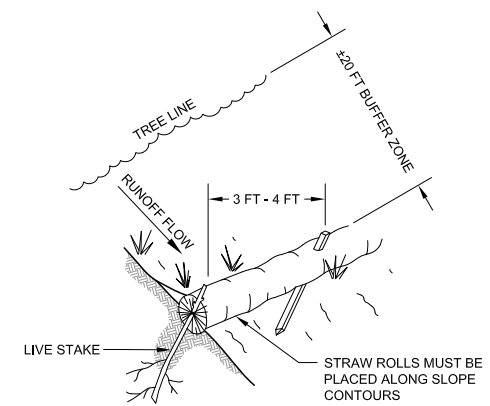 ±20 FT BUFFER ZONE
TREE LINE
RUNOFF FLOW
3 FT - 4 FT
LIVE STAKE
STRAW ROLLS MUST BE
PLACED ALONG SLOPE
CONTOURS